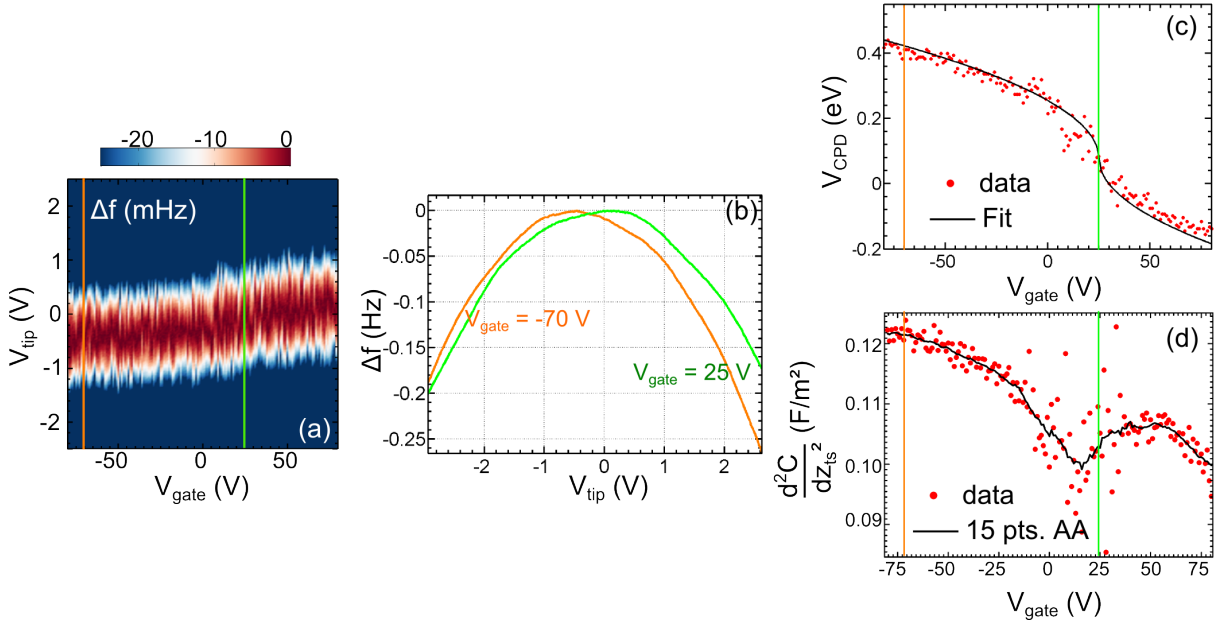 -20 -10 0
Δf (mHz)
2
1
0
-1
-2
V_tip (V)
(a)
-50 0 50
V_gate (V)
(b)
0
-0.05
-0.1
-0.15
-0.2
-0.25
Δf (Hz)
V_gate = -70 V
V_gate = 25 V
-2 -1 0 1 2
V_tip (V)
(c)
0.4
0.2
0
-0.2
V_CPD (eV)
data
Fit
-50 0 50
V_gate (V)
(d)
0.12
0.11
0.10
0.09
d²C
dz_ts² (F/m²)
data
15 pts. AA
-75 -50 -25 0 25 50 75
V_gate (V)